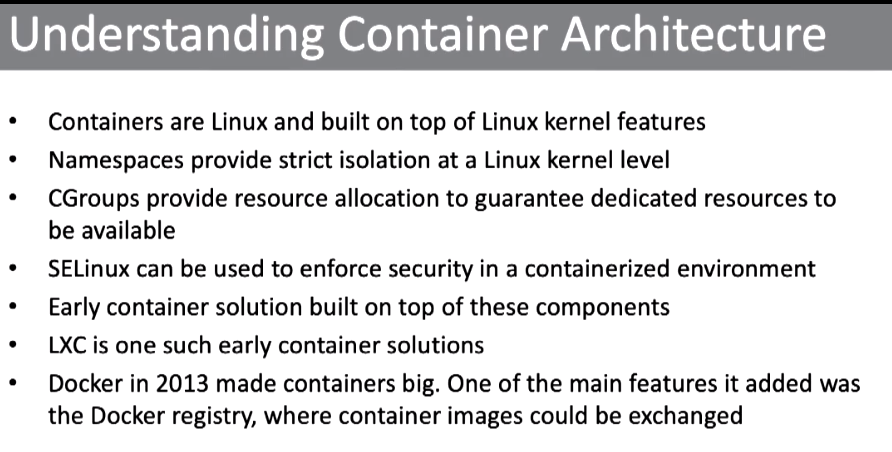 Understanding Container Architecture
• Containers are Linux and built on top of Linux kernel features
• Namespaces provide strict isolation at a Linux kernel level
• CGroups provide resource allocation to guarantee dedicated resources to
be available
• SELinux can be used to enforce security in a containerized environment
• Early container solution built on top of these components
• LXC is one such early container solutions
• Docker in 2013 made containers big. One of the main features it added was
the Docker registry, where container images could be exchanged